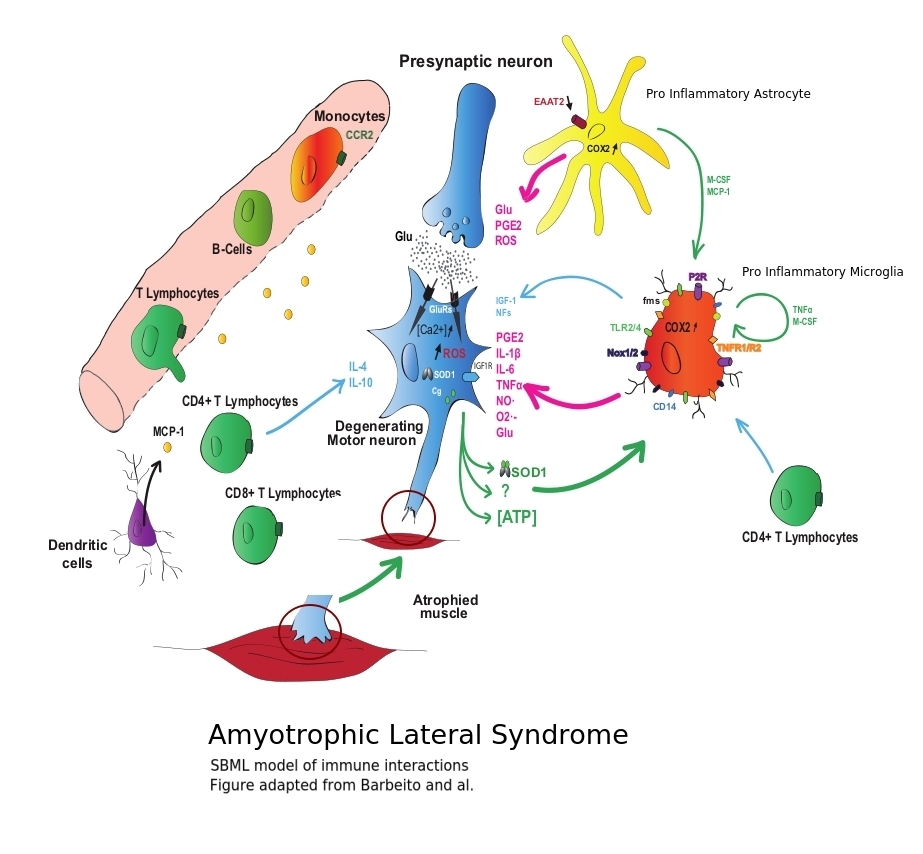 Presynaptic neuron
EAAT2
Pro Inflammatory Astrocyte
Monocytes
CCR2
COX2
M-CSF
MCP-1
Glu
PGE2
ROS
B-Cells
Glu
P2R
Pro Inflammatory Microglia
T Lymphocytes
GluRs
IGF-1
NFs
fms
TNFα
M-CSF
[Ca2+]
TLR2/4
COX2
PGE2
IL-1β
IL-6
TNFα
NO·
O2·-
Glu
ROS
Nox1/2
TNFR1/R2
IL-4
IL-10
SOD1
IGFIR
Cg
CD14
CD4+ T Lymphocytes
Degenerating
Motor neuron
MCP-1
SOD1
?
[ATP]
CD8+ T Lymphocytes
CD4+ T Lymphocytes
Dendritic
cells
Atrophied
muscle
Amyotrophic Lateral Syndrome
SBML model of immune interactions
Figure adapted from Barbeito and al.